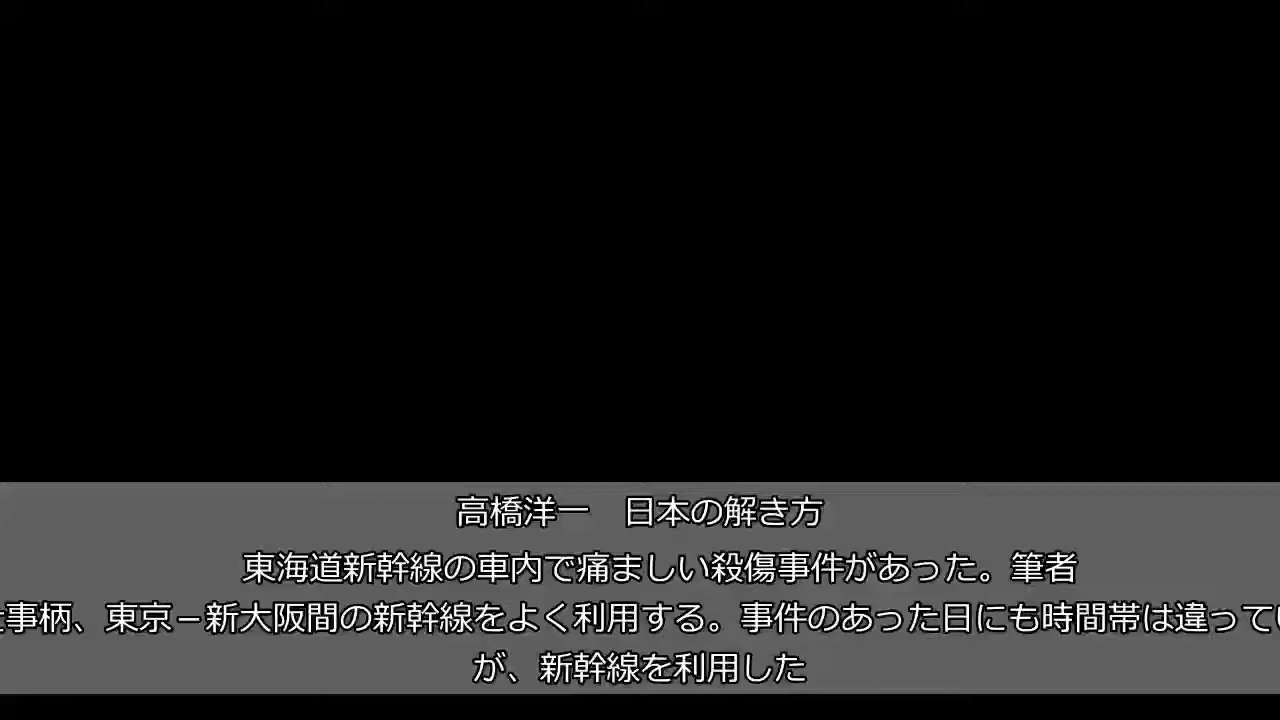 高橋洋一　日本の解き方
東海道新幹線の車内で痛ましい殺傷事件があった。筆者
事柄、東京－新大阪間の新幹線をよく利用する。事件のあった日にも時間帯は違って
が、新幹線を利用した